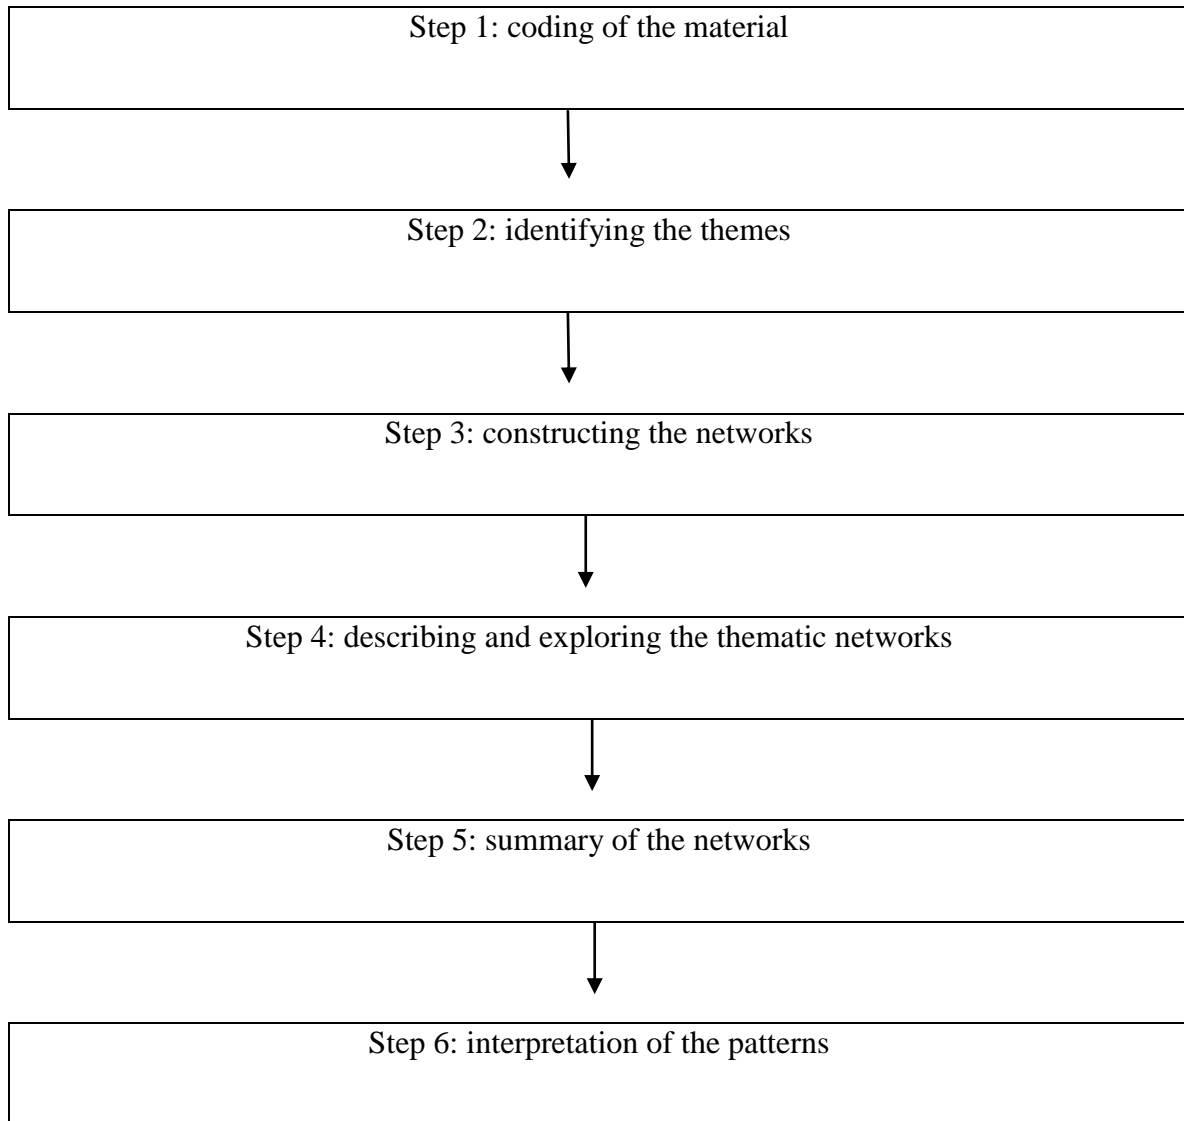 Step 1: coding of the material
Step 2: identifying the themes
Step 3: constructing the networks
Step 4: describing and exploring the thematic networks
Step 5: summary of the networks
Step 6: interpretation of the patterns